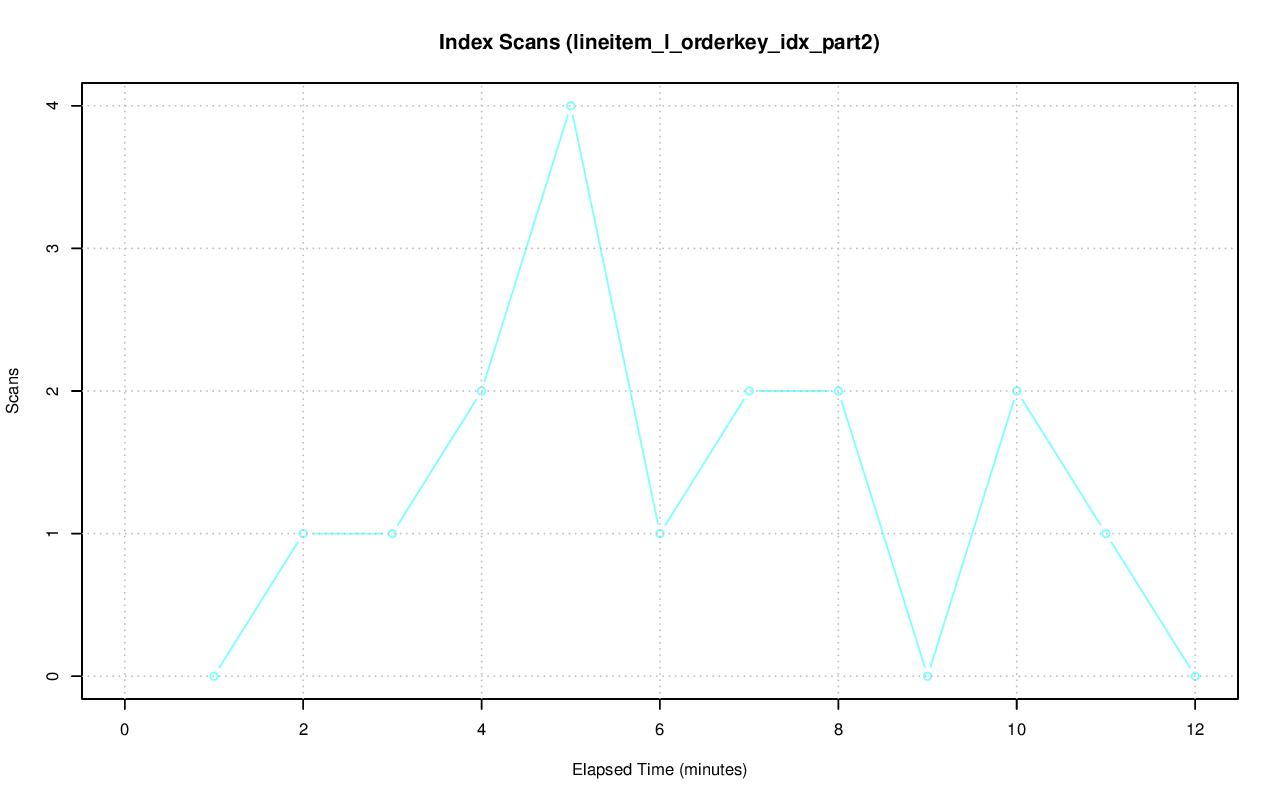 Index Scans (lineitem_l_orderkey_idx_part2)
4
3
2
1
0
Scans
0 2 4 6 8 10 12
Elapsed Time (minutes)